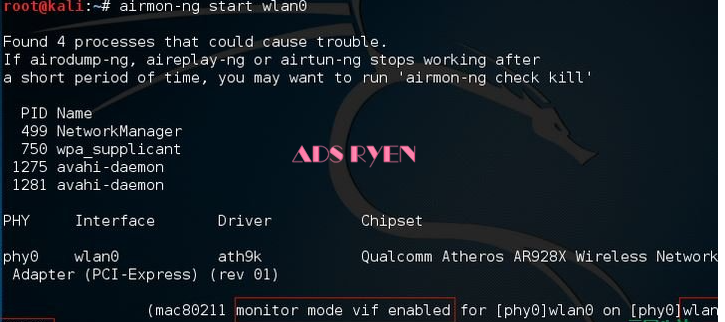 root@kali:~# airmon-ng start wlan0
Found 4 processes that could cause trouble.
If airodump-ng, aireplay-ng or airtun-ng stops working after
a short period of time, you may want to run 'airmon-ng check kill'
PID Name
499 NetworkManager
750 wpa_supplicant
1275 avahi-daemon
1281 avahi-daemon
ADS RYEN
PHY Interface Driver Chipset
phy0 wlan0 ath9k Qualcomm Atheros AR928X Wireless Network
Adapter (PCI-Express) (rev 01)
(mac80211 monitor mode vif enabled for [phy0]wlan0 on [phy0]wlan